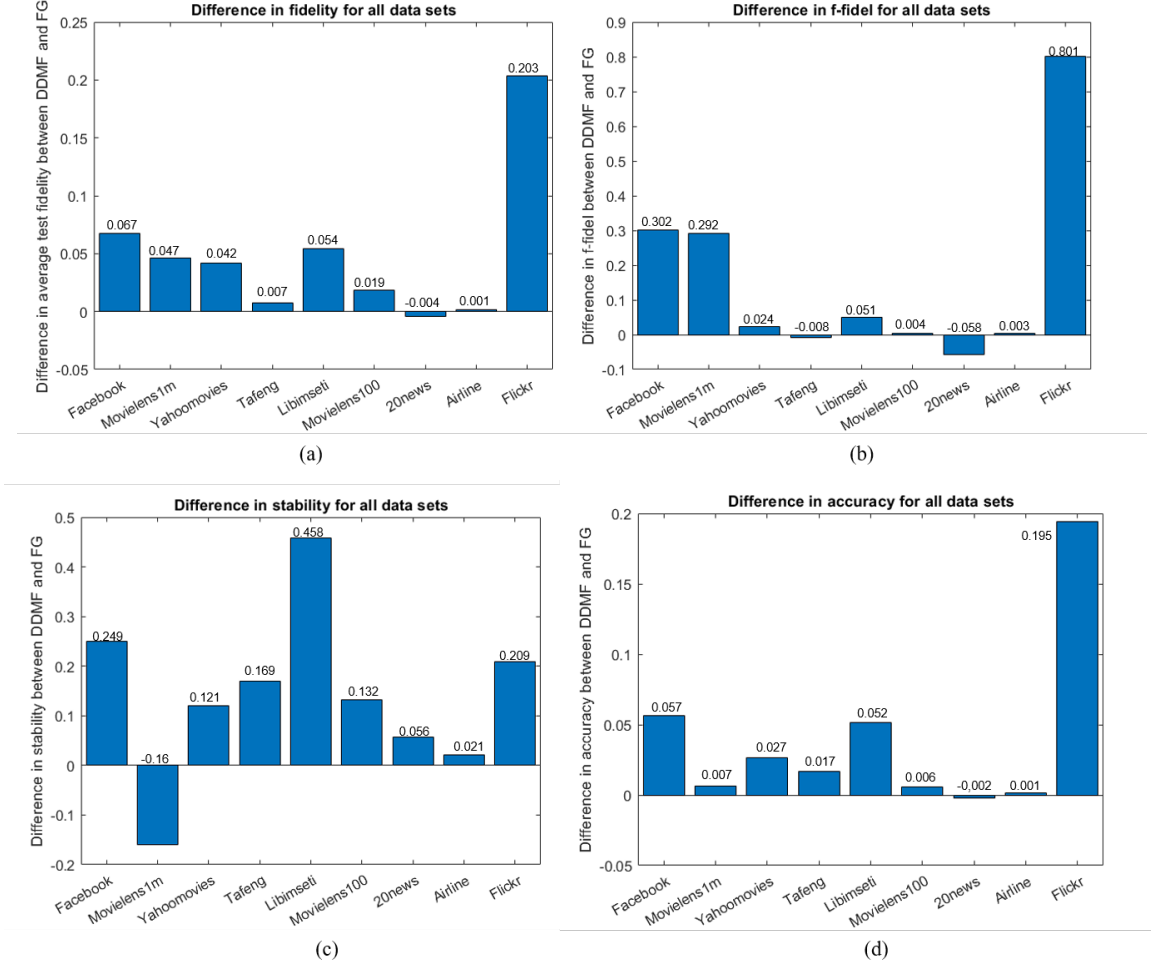 Difference in fidelity for all data sets
Difference in average test fidelity between DDMF and FG
0.25
0.2
0.15
0.1
0.05
0
-0.05
0.067
0.047
0.042
0.007
0.054
0.019
-0.004
0.001
0.203
Facebook
Movielens1m
Yahoomovies
Tafeng
Libimseti
Movielens100
20news
Airline
Flickr
(a)
Difference in f-fidel for all data sets
Difference in f-fidel between DDMF and FG
0.9
0.8
0.7
0.6
0.5
0.4
0.3
0.2
0.1
0
-0.1
0.302
0.292
0.024
-0.008
0.051
0.004
-0.058
0.003
0.801
Facebook
Movielens1m
Yahoomovies
Tafeng
Libimseti
Movielens100
20news
Airline
Flickr
(b)
Difference in stability for all data sets
Difference in stability between DDMF and FG
0.5
0.4
0.3
0.2
0.1
0
-0.1
-0.2
0.249
-0.16
0.121
0.169
0.458
0.132
0.056
0.021
0.209
Facebook
Movielens1m
Yahoomovies
Tafeng
Libimseti
Movielens100
20news
Airline
Flickr
(c)
Difference in accuracy for all data sets
Difference in accuracy between DDMF and FG
0.2
0.15
0.1
0.05
0
-0.05
0.057
0.007
0.027
0.017
0.052
0.006
-0,002
0.001
0.195
Facebook
Movielens1m
Yahoomovies
Tafeng
Libimseti
Movielens100
20news
Airline
Flickr
(d)